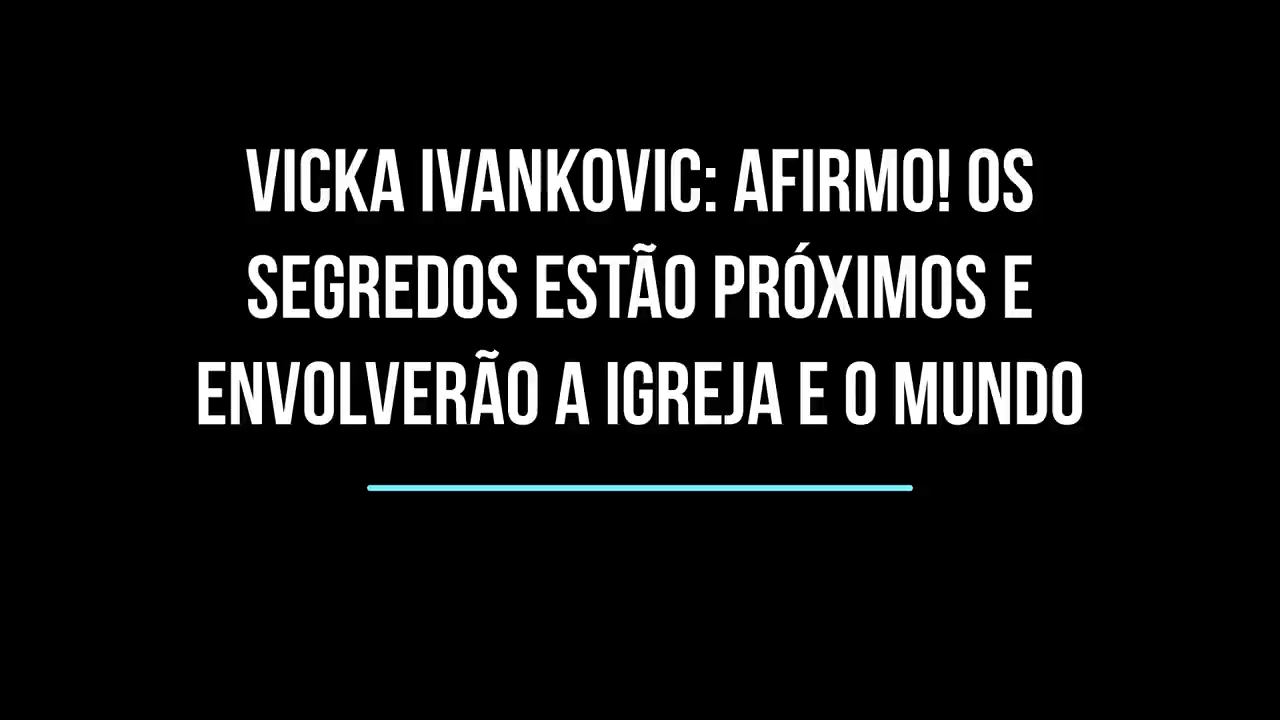 VICKA IVANKOVIC: AFIRMO! OS
SEGREDOS ESTÃO PRÓXIMOS E
ENVOLVERÃO A IGREJA E O MUNDO